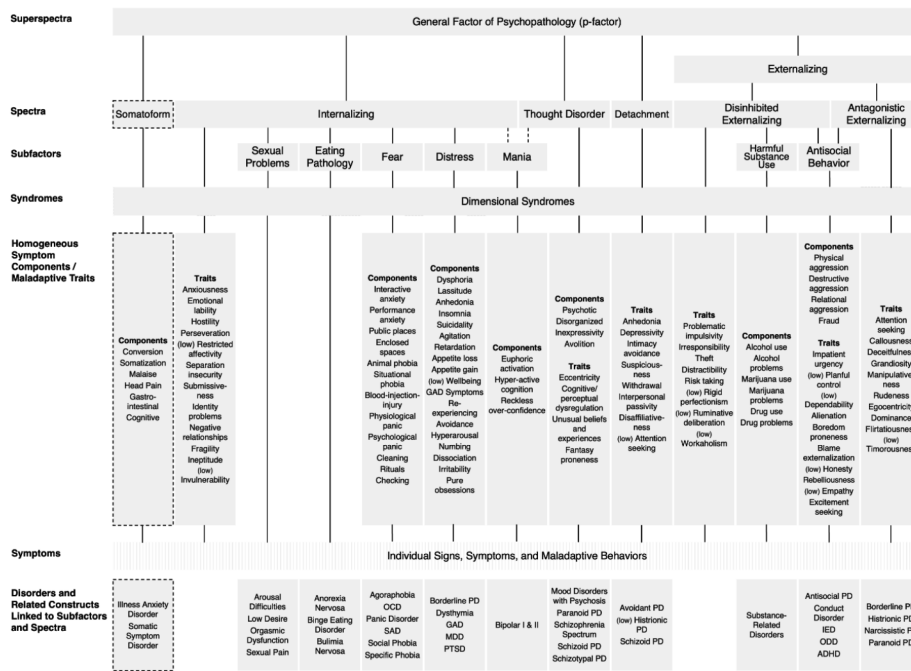 Superspectra
General Factor of Psychopathology (p-factor)
Externalizing
Spectra
Somatoform
Internalizing
Thought Disorder
Detachment
Disinhibited
Externalizing
Antagonistic
Externalizing
Subfactors
Sexual
Problems
Eating
Pathology
Fear
Distress
Mania
Harmful
Substance
Use
Antisocial
Behavior
Syndromes
Dimensional Syndromes
Homogeneous
Symptom
Components /
Maladaptive Traits
Components
Conversion
Somatization
Malaise
Head Pain
Gastro-
intestinal
Cognitive
Traits
Anxiousness
Emotional
lability
Hostility
Perseveration
(low) Restricted
affectivity
Separation
insecurity
Submissive-
ness
Identity
problems
Negative
relationships
Fragility
Ineptitude
(low)
Invulnerability
Components
Interactive
anxiety
Performance
anxiety
Public places
Enclosed
spaces
Animal phobia
Situational
phobia
Blood-injection-
injury
Physiological
panic
Psychological
panic
Cleaning
Rituals
Checking
Components
Dysphoria
Lassitude
Anhedonia
Insomnia
Suicidality
Agitation
Retardation
Appetite loss
Appetite gain
(low) Wellbeing
GAD Symptoms
Re-
experiencing
Avoidance
Hyperarousal
Numbing
Dissociation
Irritability
Pure
obsessions
Components
Euphoric
activation
Hyper-active
cognition
Reckless
over-confidence
Components
Psychotic
Disorganized
Inexpressivity
Avolition
Traits
Eccentricity
Cognitive/
perceptual
dysregulation
Unusual beliefs
and
experiences
Fantasy
proneness
Traits
Anhedonia
Depressivity
Intimacy
avoidance
Suspicious-
ness
Withdrawal
Interpersonal
passivity
Disaffiliative-
ness
(low) Attention
seeking
Traits
Problematic
impulsivity
Irresponsibility
Theft
Distractibility
Risk taking
(low) Rigid
perfectionism
(low) Ruminative
deliberation
(low)
Workaholism
Components
Alcohol use
Alcohol
problems
Marijuana use
Marijuana
problems
Drug use
Drug problems
Components
Physical
aggression
Destructive
aggression
Relational
aggression
Fraud
Traits
Impatient
urgency
(low) Planful
control
(low)
Dependability
Alienation
Boredom
proneness
Blame
externalization
(low) Honesty
Rebelliousness
(low) Empathy
Excitement
seeking
Traits
Attention
seeking
Callousness
Deceitfulness
Grandiosity
Manipulative-
ness
Rudeness
Egocentricity
Dominance
Flirtatiousness
(low)
Timorousness
Symptoms
Individual Signs, Symptoms, and Maladaptive Behaviors
Disorders and
Related Constructs
Linked to Subfactors
and Spectra
Illness Anxiety
Disorder
Somatic
Symptom
Disorder
Arousal
Difficulties
Low Desire
Orgasmic
Dysfunction
Sexual Pain
Anorexia
Nervosa
Binge Eating
Disorder
Bulimia
Nervosa
Agoraphobia
OCD
Panic Disorder
SAD
Social Phobia
Specific Phobia
Borderline PD
Dysthymia
GAD
MDD
PTSD
Bipolar I & II
Mood Disorders
with Psychosis
Paranoid PD
Schizophrenia
Spectrum
Schizoid PD
Schizotypal PD
Avoidant PD
(low) Histrionic
PD
Schizoid PD
Substance-
Related
Disorders
Antisocial PD
Conduct
Disorder
IED
ODD
ADHD
Borderline PD
Histrionic PD
Narcissistic PD
Paranoid PD